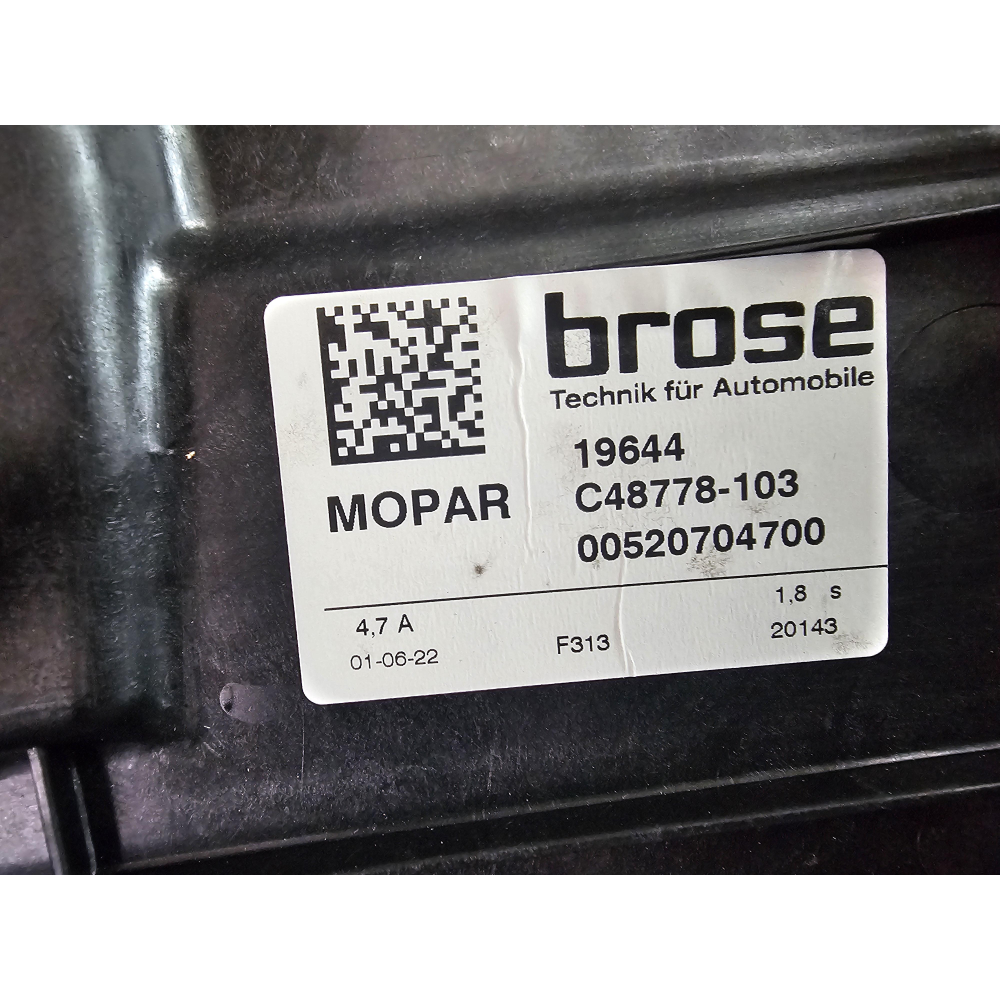 brose
Technik für Automobile
19644
MOPAR
C48778-103
00520704700
4,7 A
1,8 s
01-06-22
F313
20143